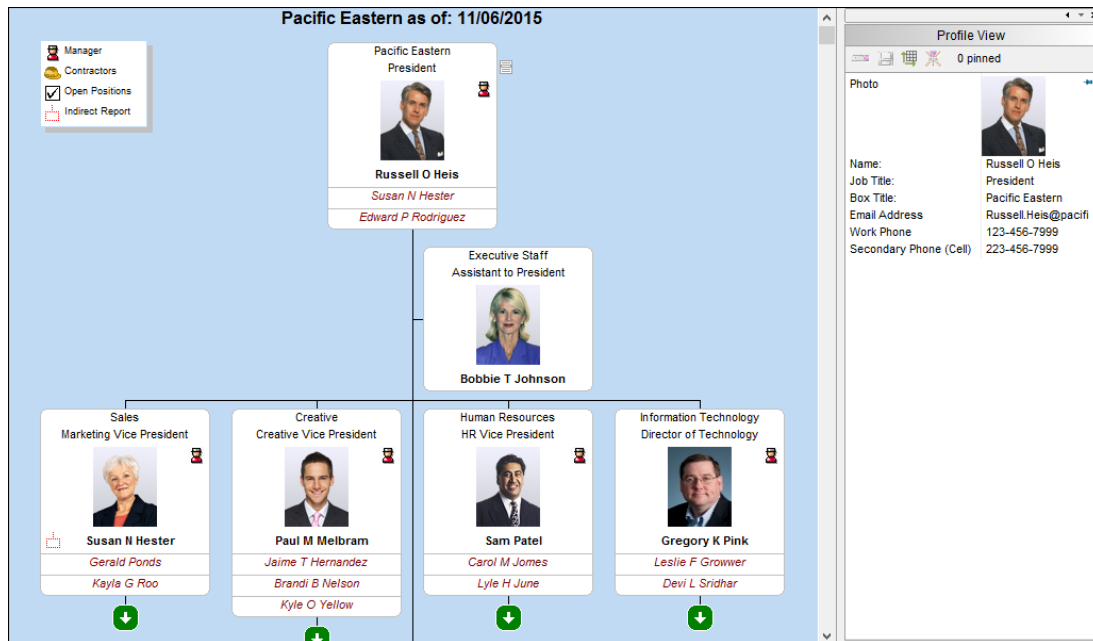 Pacific Eastern as of: 11/06/2015
Manager
Contractors
Open Positions
Indirect Report
Pacific Eastern
President
Russell O Heis
Susan N Hester
Edward P Rodriguez
Executive Staff
Assistant to President
Bobbie T Johnson
Sales
Marketing Vice President
Susan N Hester
Gerald Ponds
Kayla G Roo
Creative
Creative Vice President
Paul M Melbram
Jaime T Hernandez
Brandi B Nelson
Kyle O Yellow
Human Resources
HR Vice President
Sam Patel
Carol M Jomes
Lyle H June
Information Technology
Director of Technology
Gregory K Pink
Leslie F Growwer
Devi L Sridhar
Profile View
0 pinned
Photo
Name: Russell O Heis
Job Title: President
Box Title: Pacific Eastern
Email Address Russell.Heis@pacifi
Work Phone 123-456-7999
Secondary Phone (Cell) 223-456-7999